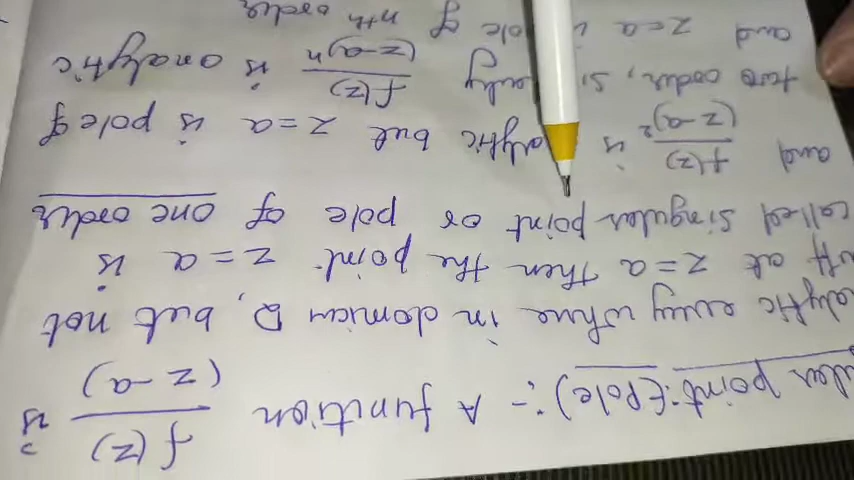 point (Pole) :- A function f(z)/(z-a) is
every where in domain D, but not
at z=a then the point z=a is
called singular point or pole of one order
and f(z)/(z-a)² is but z=a is pole of
two order, f(z)/(z-a)n is analytic
and z=a of nth order